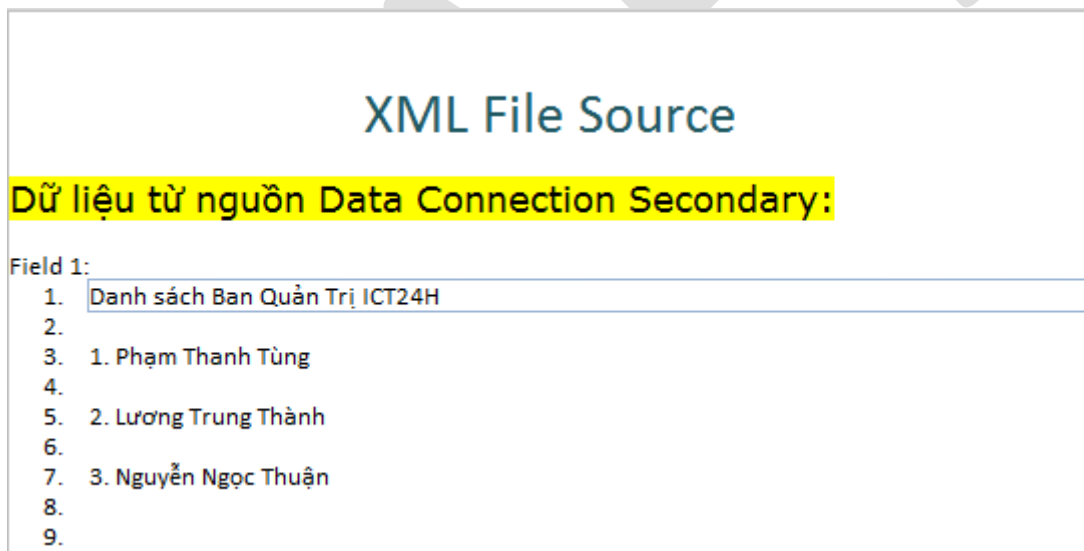 XML File Source
Dữ liệu từ nguồn Data Connection Secondary:
Field 1:
1. Danh sách Ban Quản Trị ICT24H
2.
3. 1. Phạm Thanh Tùng
4.
5. 2. Lương Trung Thành
6.
7. 3. Nguyễn Ngọc Thuận
8.
9.